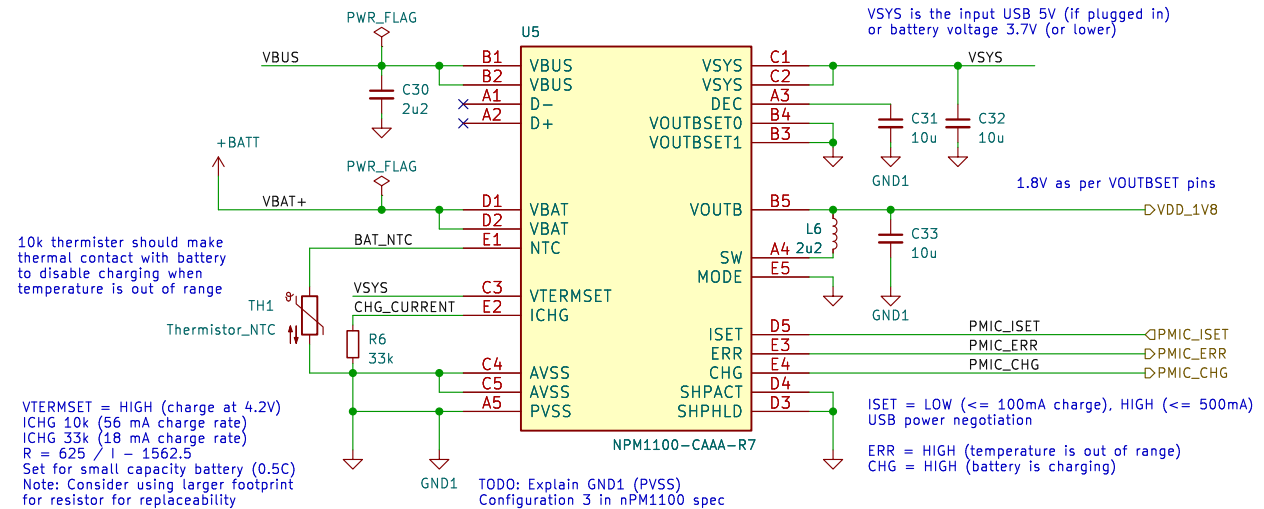 VSYS is the input USB 5V (if plugged in)
or battery voltage 3.7V (or lower)
PWR_FLAG
U5
VBUS
B1
VBUS
B2
VBUS
A1
D-
A2
D+
C30
2u2
VSYS
C1
VSYS
C2
DEC
A3
VOUTBSET0
B4
VOUTBSET1
B3
VSYS
C31
10u
C32
10u
GND1
+BATT
PWR_FLAG
VBAT+
D1
VBAT
D2
VBAT
BAT_NTC
E1
NTC
1.8V as per VOUTBSET pins
VOUTB
B5
VDD_1V8
L6
2u2
C33
10u
SW
A4
MODE
E5
GND1
10k thermister should make
thermal contact with battery
to disable charging when
temperature is out of range
TH1
Thermistor_NTC
VSYS
C3
VTERMSET
CHG_CURRENT
E2
ICHG
R6
33k
C4
AVSS
C5
AVSS
A5
PVSS
ISET
D5
PMIC_ISET
PMIC_ISET
ERR
E3
PMIC_ERR
PMIC_ERR
CHG
E4
PMIC_CHG
PMIC_CHG
SHPACT
D4
SHPHLD
D3
NPM1100-CAAA-R7
VTERMSET = HIGH (charge at 4.2V)
ICHG 10k (56 mA charge rate)
ICHG 33k (18 mA charge rate)
R = 625 / I - 1562.5
Set for small capacity battery (0.5C)
Note: Consider using larger footprint
for resistor for replaceability
GND1
TODO: Explain GND1 (PVSS)
Configuration 3 in nPM1100 spec
ISET = LOW (<= 100mA charge), HIGH (<= 500mA)
USB power negotiation
ERR = HIGH (temperature is out of range)
CHG = HIGH (battery is charging)